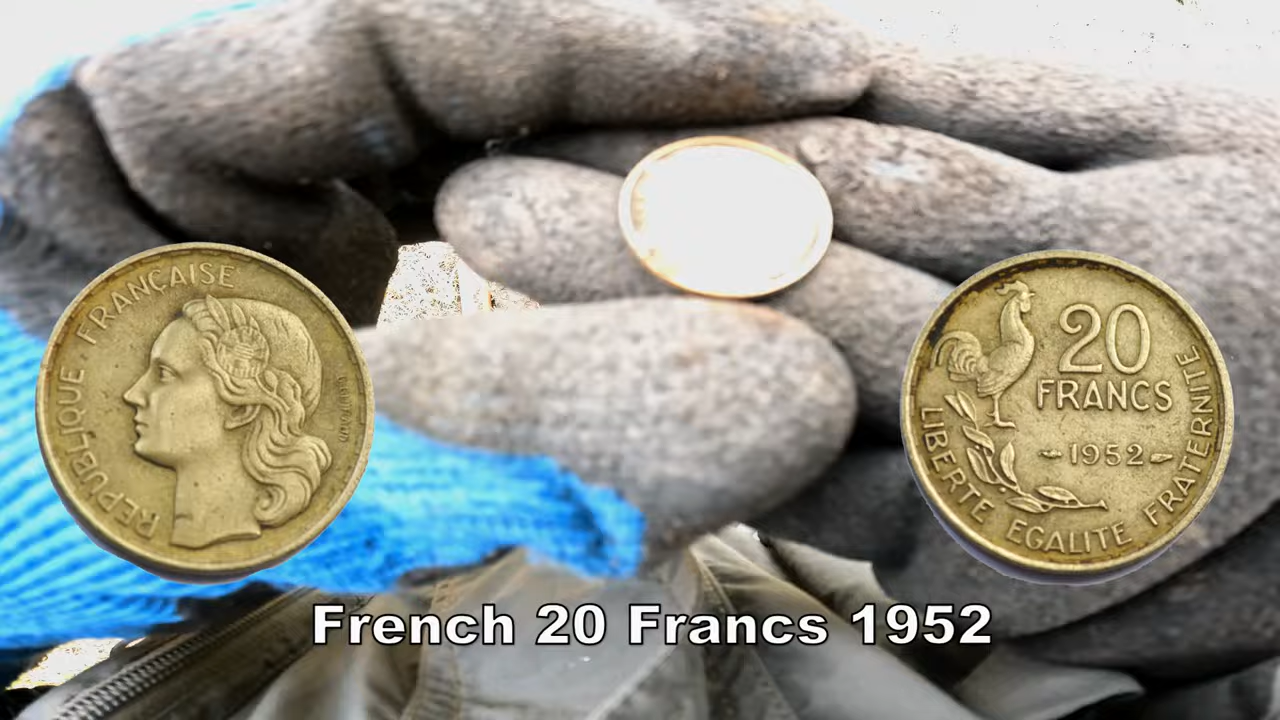 REPUBLIQUE · FRANÇAISE
20
FRANCS
1952
LIBERTE EGALITE FRATERNITE
French 20 Francs 1952